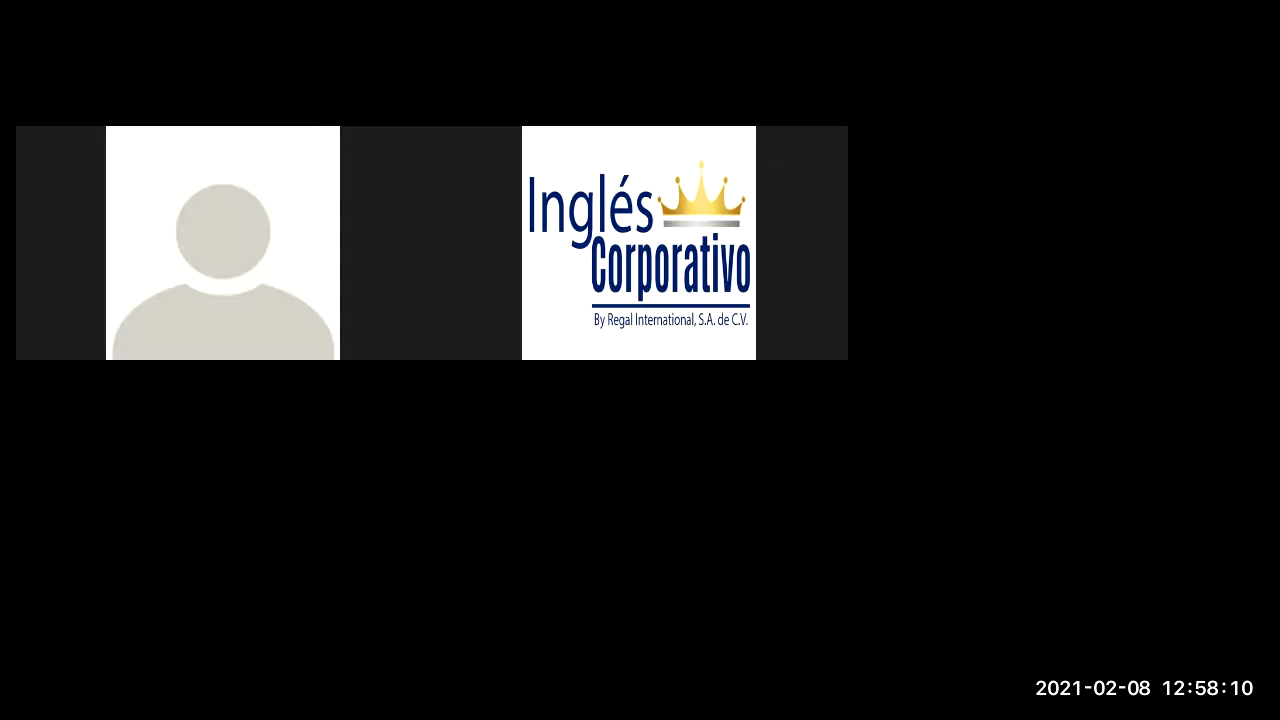 Inglés
Corporativo
By Regal International, S.A. de C.V.
2021-02-08 12:58:10